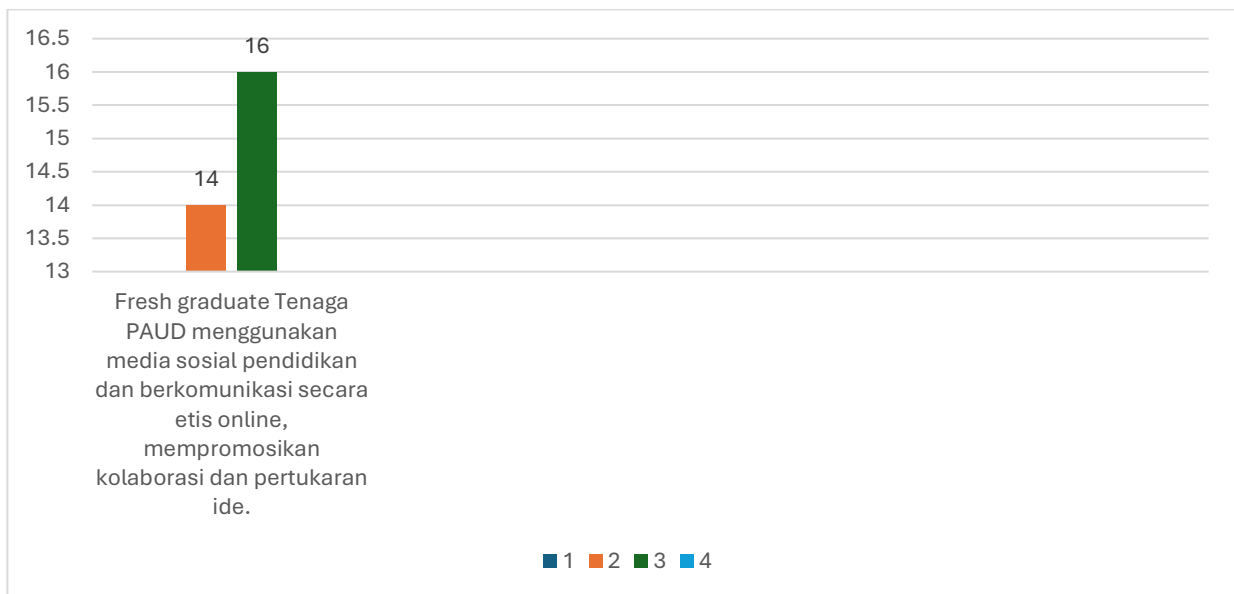 16.5
16
15.5
15
14.5
14
13.5
13
16
14
Fresh graduate Tenaga
PAUD menggunakan
media sosial pendidikan
dan berkomunikasi secara
etis online,
mempromosikan
kolaborasi dan pertukaran
ide.
1 2 3 4